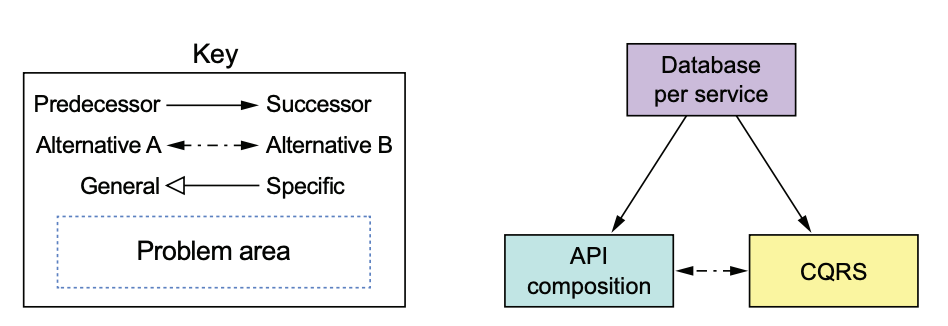 Key
Predecessor Successor
Alternative A Alternative B
General Specific
Problem area
Database
per service
API
composition
CQRS